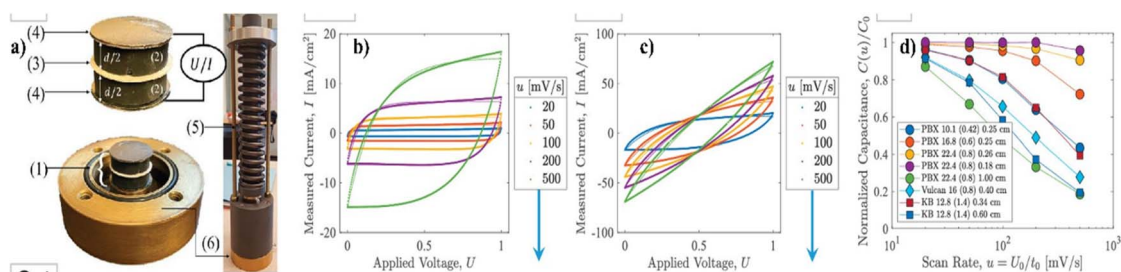 a)
(4)
(3)
(4)
d/2
d/2
(2)
(2)
U/I
(1)
(5)
(6)
b)
Measured Current, I [mA/cm²]
20
10
0
-10
-20
0
0.5
1
Applied Voltage, U
u [mV/s]
20
50
100
200
500
c)
Measured Current, I [mA/cm²]
100
50
0
-50
-100
0
0.5
1
Applied Voltage, U
u [mV/s]
20
50
100
200
500
d)
Normalized Capacitance, C(u)/C₀
1
0.8
0.6
0.4
0.2
0
PBX 10.1 (0.42) 0.25 cm
PBX 16.8 (0.6) 0.25 cm
PBX 22.4 (0.8) 0.26 cm
PBX 22.4 (0.8) 0.18 cm
PBX 22.4 (0.8) 1.00 cm
Vulcan 16 (0.8) 0.40 cm
KB 12.8 (1.4) 0.34 cm
KB 12.8 (1.4) 0.60 cm
10¹
10²
10³
Scan Rate, u = U₀/t₀ [mV/s]